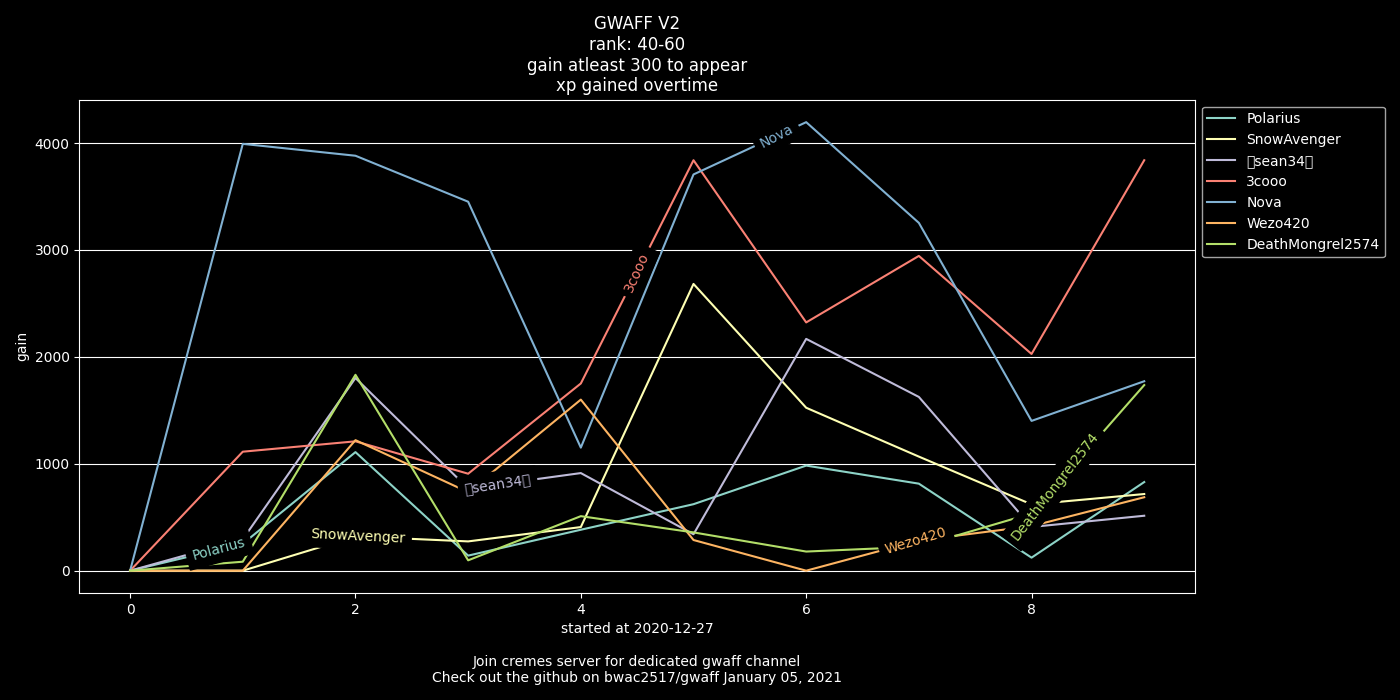 GWAFF V2
rank: 40-60
gain atleast 300 to appear
xp gained overtime
Polarius
SnowAvenger
sean34
3cooo
Nova
Wezo420
DeathMongrel2574
gain
4000
3000
2000
1000
0
Nova
3cooo
sean34
SnowAvenger
Polarius
Wezo420
DeathMongrel2574
0 2 4 6 8
started at 2020-12-27
Join cremes server for dedicated gwaff channel
Check out the github on bwac2517/gwaff January 05, 2021